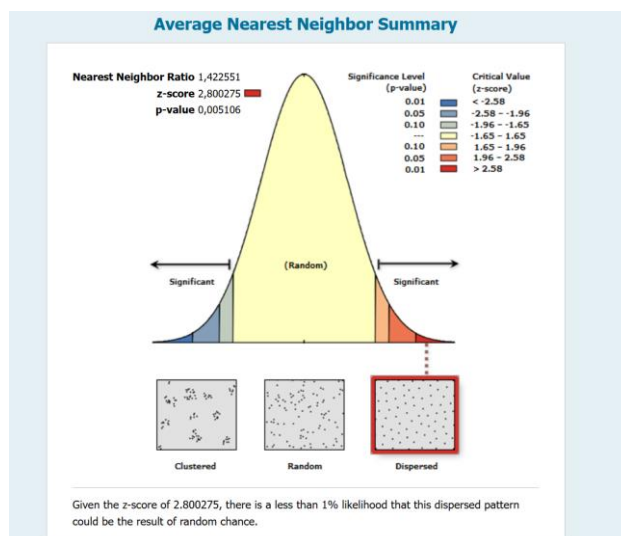 Average Nearest Neighbor Summary
Nearest Neighbor Ratio 1,422551
z-score 2,800275
p-value 0,005106
Significance Level
(p-value)
Critical Value
(z-score)
0.01 < -2.58
0.05 -2.58 - -1.96
0.10 -1.96 - -1.65
--- -1.65 - 1.65
0.10 1.65 - 1.96
0.05 1.96 - 2.58
0.01 > 2.58
(Random)
Significant
Significant
Clustered
Random
Dispersed
Given the z-score of 2.800275, there is a less than 1% likelihood that this dispersed pattern
could be the result of random chance.